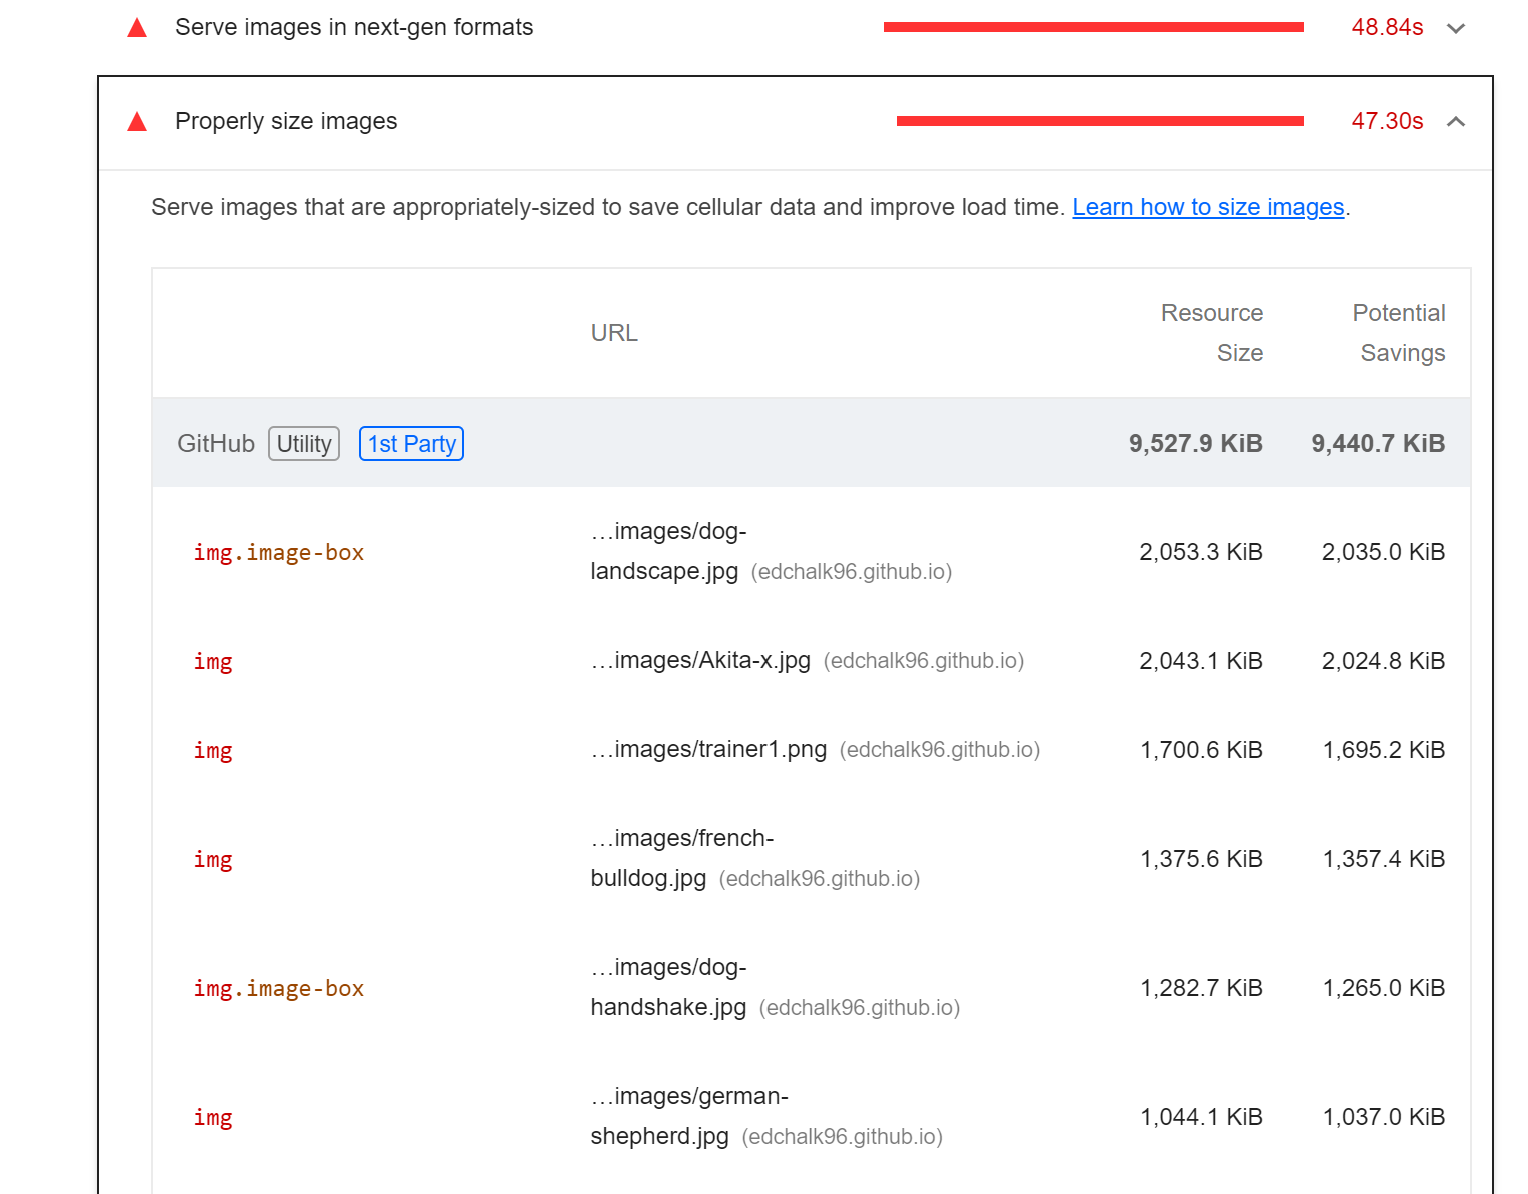 Serve images in next-gen formats 48.84s
Properly size images 47.30s
Serve images that are appropriately-sized to save cellular data and improve load time. Learn how to size images.
URL Resource Size Potential Savings
GitHub Utility 1st Party 9,527.9 KiB 9,440.7 KiB
img.image-box …images/dog-landscape.jpg (edchalk96.github.io) 2,053.3 KiB 2,035.0 KiB
img …images/Akita-x.jpg (edchalk96.github.io) 2,043.1 KiB 2,024.8 KiB
img …images/trainer1.png (edchalk96.github.io) 1,700.6 KiB 1,695.2 KiB
img …images/french-bulldog.jpg (edchalk96.github.io) 1,375.6 KiB 1,357.4 KiB
img.image-box …images/dog-handshake.jpg (edchalk96.github.io) 1,282.7 KiB 1,265.0 KiB
img …images/german-shepherd.jpg (edchalk96.github.io) 1,044.1 KiB 1,037.0 KiB